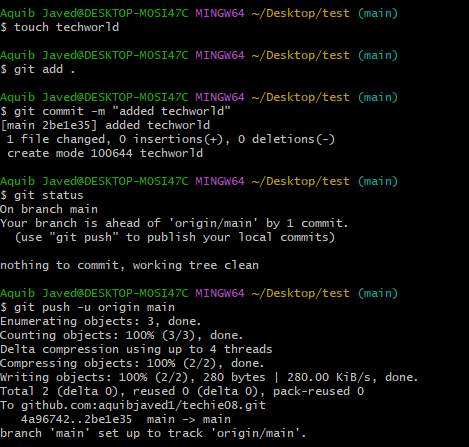 Aquib Javed@DESKTOP-MOSI47C MINGW64 ~/Desktop/test (main)
$ touch techworld
Aquib Javed@DESKTOP-MOSI47C MINGW64 ~/Desktop/test (main)
$ git add .
Aquib Javed@DESKTOP-MOSI47C MINGW64 ~/Desktop/test (main)
$ git commit -m "added techworld
[main 2be1e35] added techworld
 1 file changed, 0 insertions(+), 0 deletions(-)
 create mode 100644 techworld
Aquib Javed@DESKTOP-MOSI47C MINGW64 ~/Desktop/test (main)
$ git status
On branch main
Your branch is ahead of 'origin/main' by 1 commit.
  (use "git push" to publish your local commits)
nothing to commit, working tree clean
Aquib Javed@DESKTOP-MOSI47C MINGW64 ~/Desktop/test (main)
$ git push -u origin main
Enumerating objects: 3, done.
Counting objects: 100% (3/3), done.
Delta compression using up to 4 threads
Compressing objects: 100% (2/2), done.
Writing objects: 100% (2/2), 280 bytes | 280.00 KiB/s, done.
Total 2 (delta 0), reused 0 (delta 0), pack-reused 0
To github.com:aquibjaved1/techie08.git
   4a96742..2be1e35  main -> main
branch 'main' set up to track 'origin/main'.